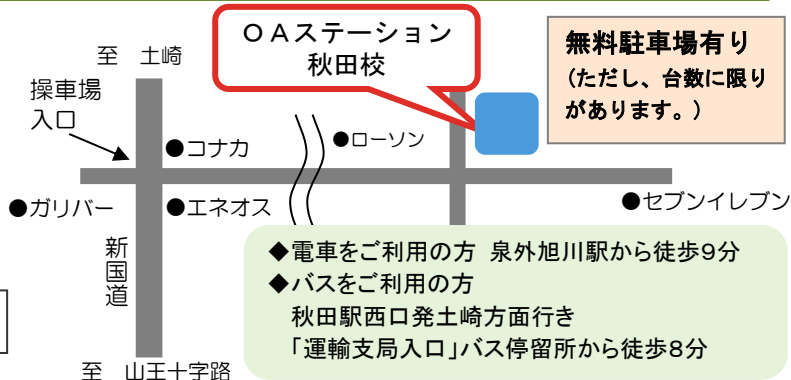 ＯＡステーション
秋田校
無料駐車場有り
(ただし、台数に限り
があります。)
至　土崎
操車場
入口
●コナカ
●ローソン
●ガリバー
●エネオス
●セブンイレブン
新国道
◆電車をご利用の方 泉外旭川駅から徒歩9分
◆バスをご利用の方
秋田駅西口発土崎方面行き
「運輸支局入口」バス停留所から徒歩8分
至　山王十字路